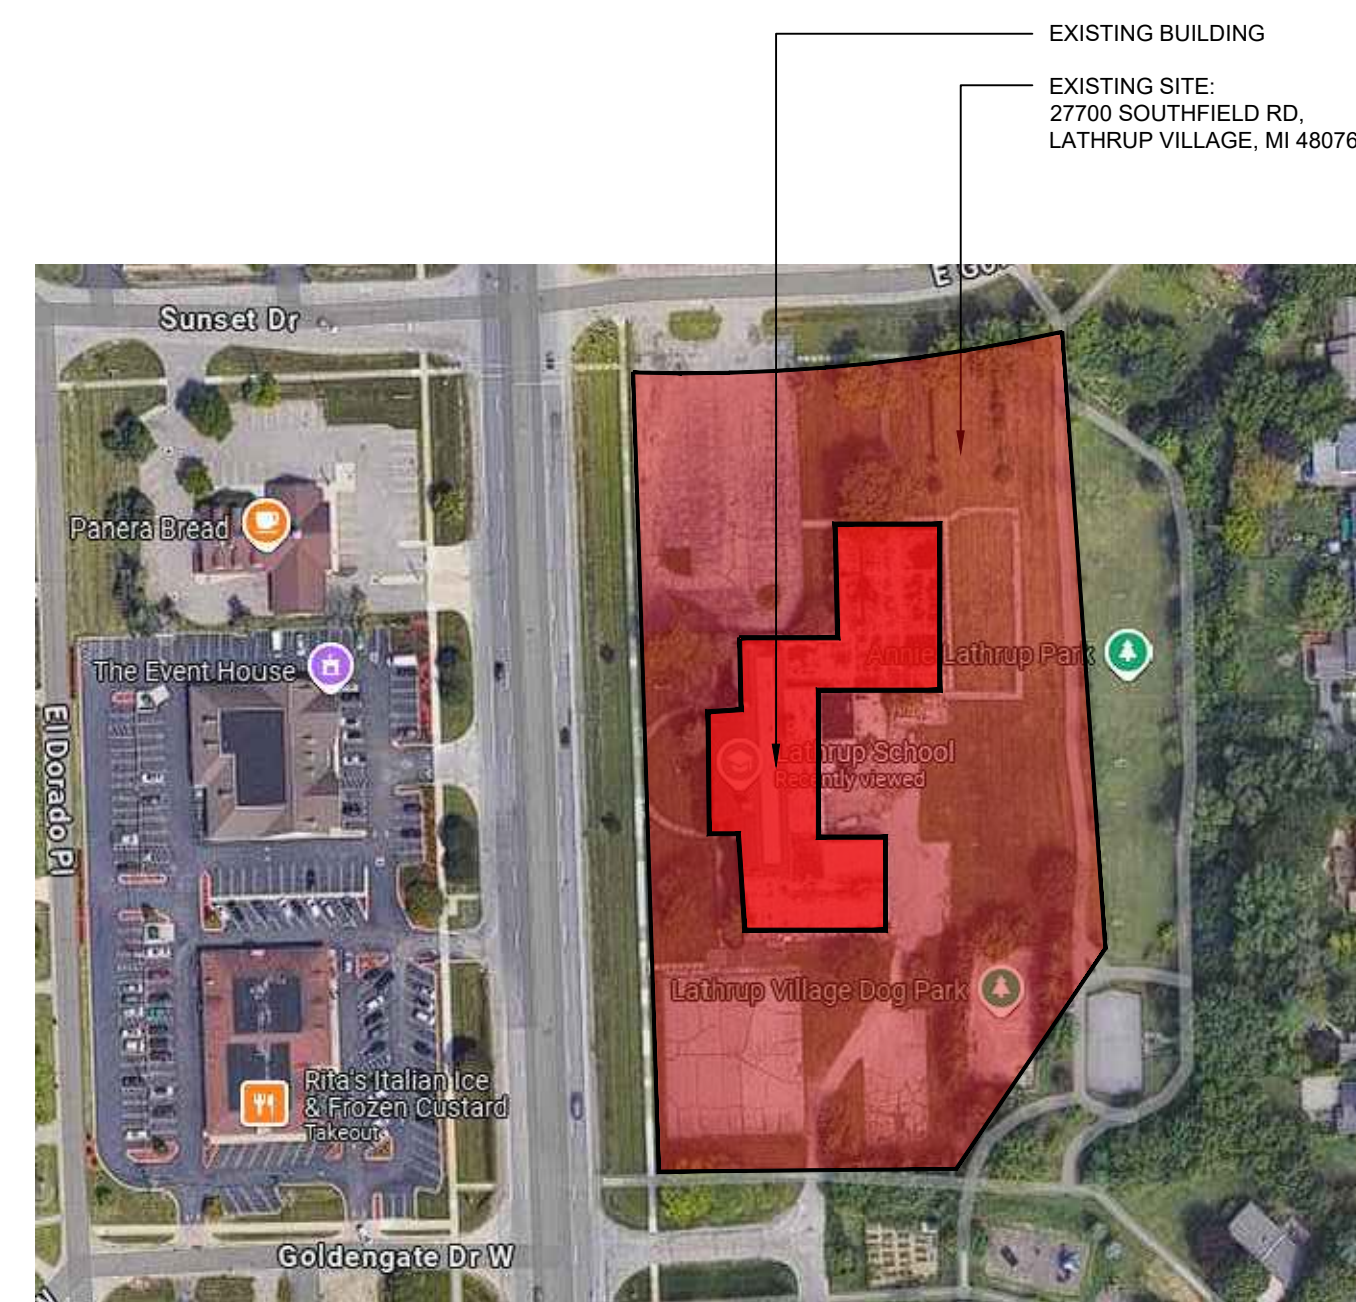 EXISTING BUILDING
EXISTING SITE:
27700 SOUTHFIELD RD,
LATHRUP VILLAGE, MI 48076
Sunset Dr
Panera Bread
The Event House
Annie Lathrup Park
El Dorado Pl
Lathrup School
Recently viewed
Lathrup Village Dog Park
Rita's Italian Ice
& Frozen Custard
Takeout
Goldengate Dr W